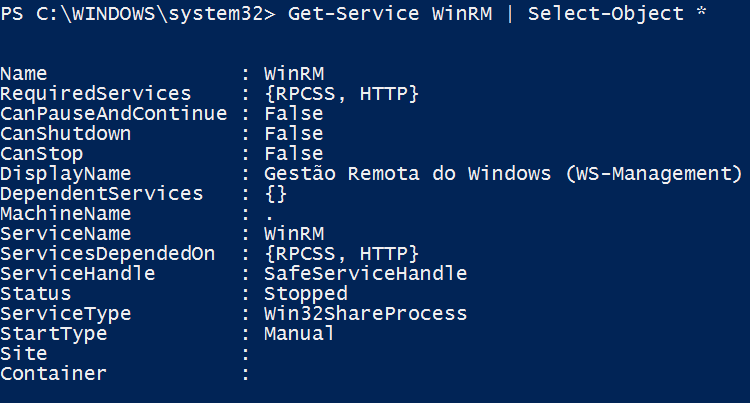 PS C:\WINDOWS\system32> Get-Service WinRM | Select-Object *
Name                : WinRM
RequiredServices    : {RPCSS, HTTP}
CanPauseAndContinue : False
CanShutdown         : False
CanStop             : False
DisplayName         : Gestão Remota do Windows (WS-Management)
DependentServices   : {}
MachineName         : .
ServiceName         : WinRM
ServicesDependedOn  : {RPCSS, HTTP}
ServiceHandle       : SafeServiceHandle
Status              : Stopped
ServiceType         : Win32ShareProcess
StartType           : Manual
Site                :
Container           :